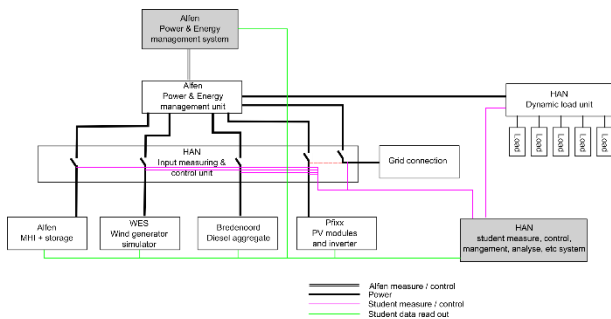 Alfen
Power & Energy
management system
Alfen
Power & Energy
management unit
HAN
Dynamic load unit
Load
Load
Load
Load
Load
HAN
Input measuring &
control unit
Grid connection
Alfen
MHI + storage
WES
Wind generator
simulator
Bredenoord
Diesel aggregate
Pfixx
PV modules
and inverter
HAN
student measure, control,
mangement, analyse, etc system
Alfen measure / control
Power
Student measure / control
Student data read out